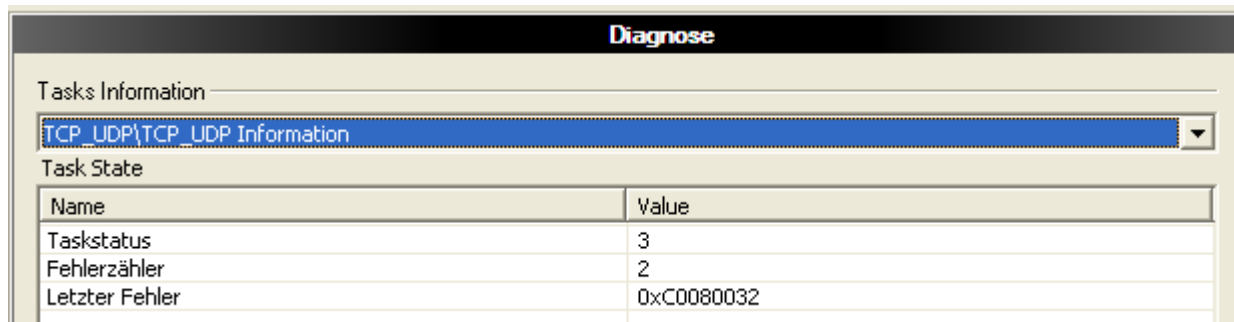 Diagnose
Tasks Information
TCP_UDP\TCP_UDP Information
Task State
Name Value
Taskstatus 3
Fehlerzähler 2
Letzter Fehler 0xC0080032